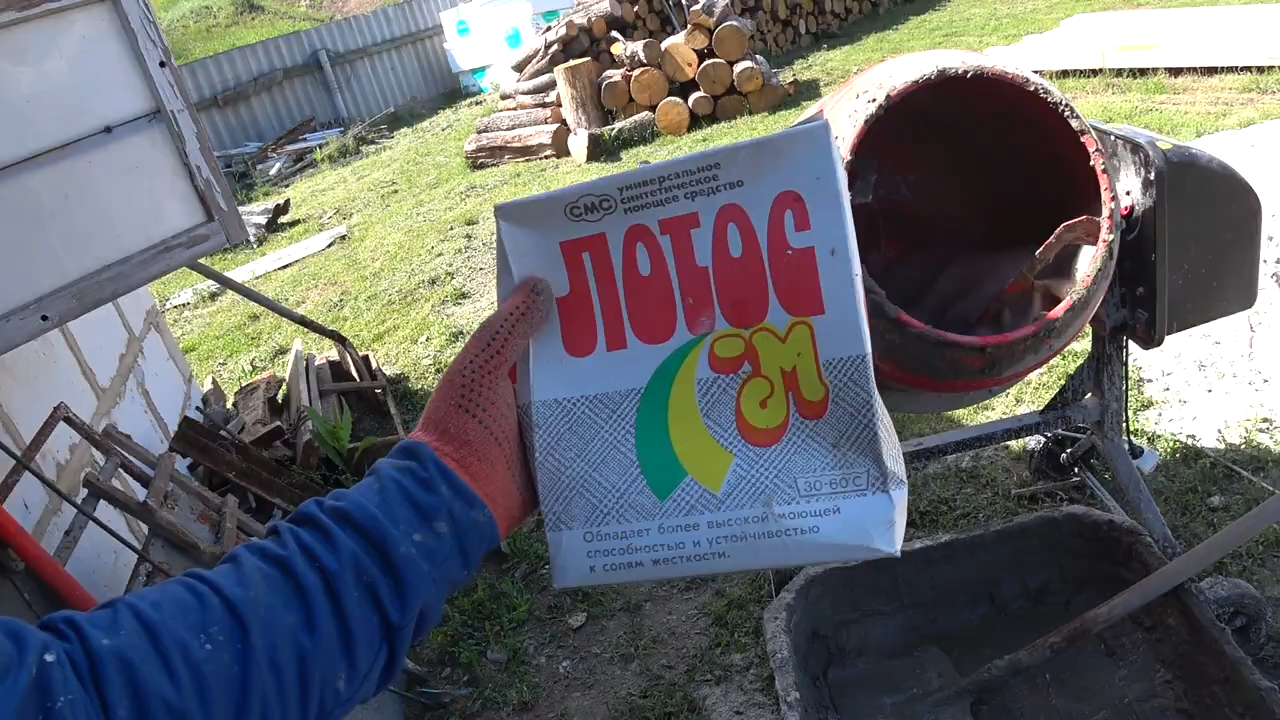 СМС
универсальное
синтетическое
моющее средство
ЛОТОС
-М
30-60°С
Обладает более высокой моющей
способностью и устойчивостью
к солям жесткости.